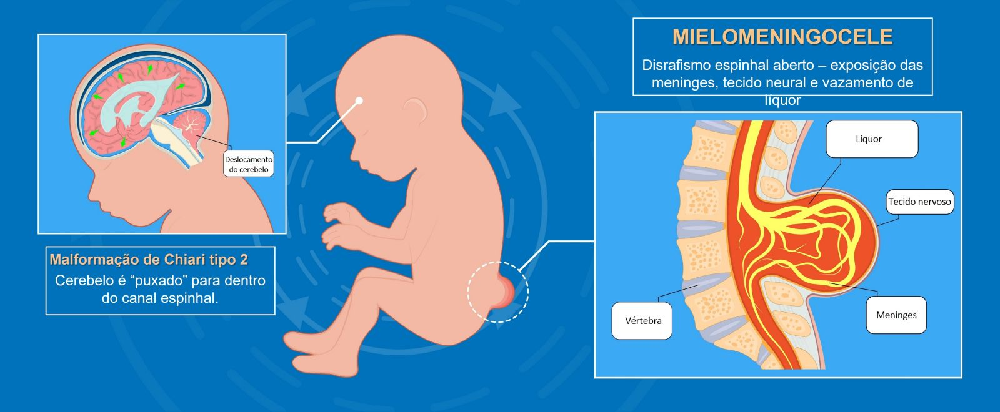 MIELOMENINGOCELE
Disrafismo espinhal aberto – exposição das
meninges, tecido neural e vazamento de
líquor
Deslocamento
do cerebelo
Malformação de Chiari tipo 2
Cerebelo é “puxado” para dentro
do canal espinhal.
Líquor
Tecido nervoso
Meninges
Vértebra